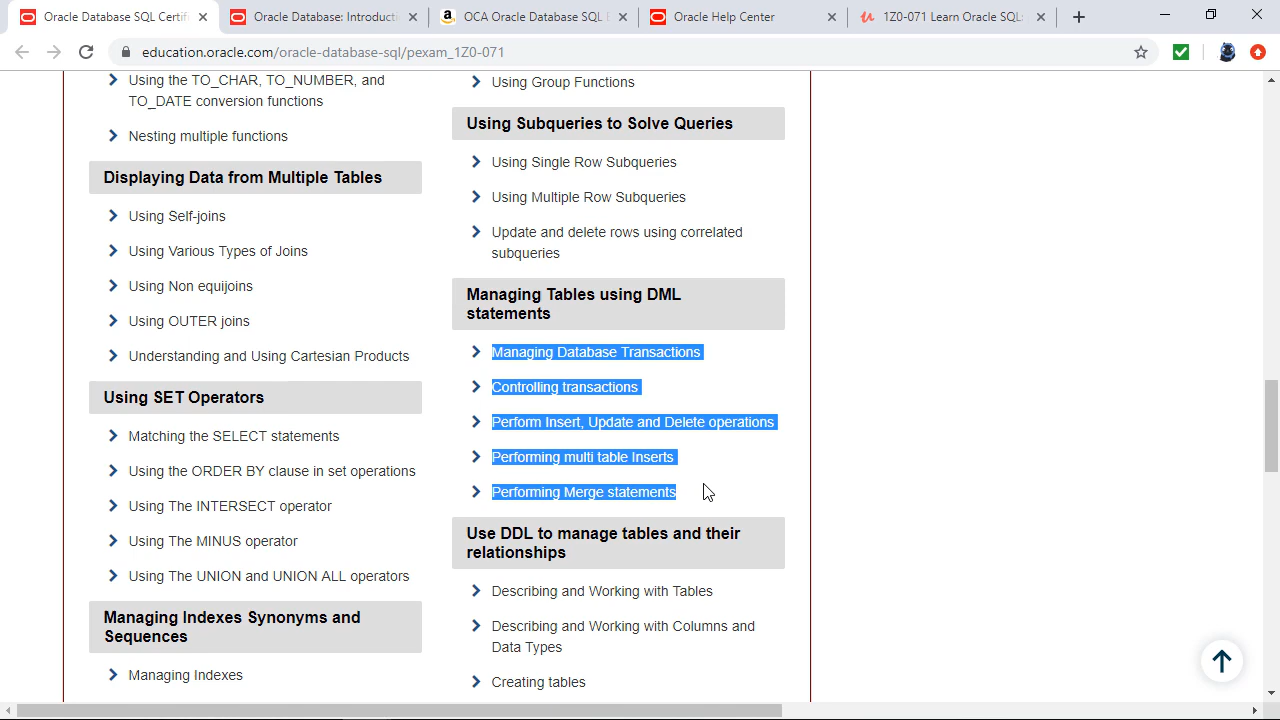 Oracle Database SQL Certif
Oracle Database: Introducti
OCA Oracle Database SQL
Oracle Help Center
1Z0-071 Learn Oracle SQL:
education.oracle.com/oracle-database-sql/pexam_1Z0-071
Using the TO_CHAR, TO_NUMBER, and
TO_DATE conversion functions
Nesting multiple functions
Displaying Data from Multiple Tables
Using Self-joins
Using Various Types of Joins
Using Non equijoins
Using OUTER joins
Understanding and Using Cartesian Products
Using SET Operators
Matching the SELECT statements
Using the ORDER BY clause in set operations
Using The INTERSECT operator
Using The MINUS operator
Using The UNION and UNION ALL operators
Managing Indexes Synonyms and
Sequences
Managing Indexes
Using Group Functions
Using Subqueries to Solve Queries
Using Single Row Subqueries
Using Multiple Row Subqueries
Update and delete rows using correlated
subqueries
Managing Tables using DML
statements
Managing Database Transactions
Controlling transactions
Perform Insert, Update and Delete operations
Performing multi table Inserts
Performing Merge statements
Use DDL to manage tables and their
relationships
Describing and Working with Tables
Describing and Working with Columns and
Data Types
Creating tables